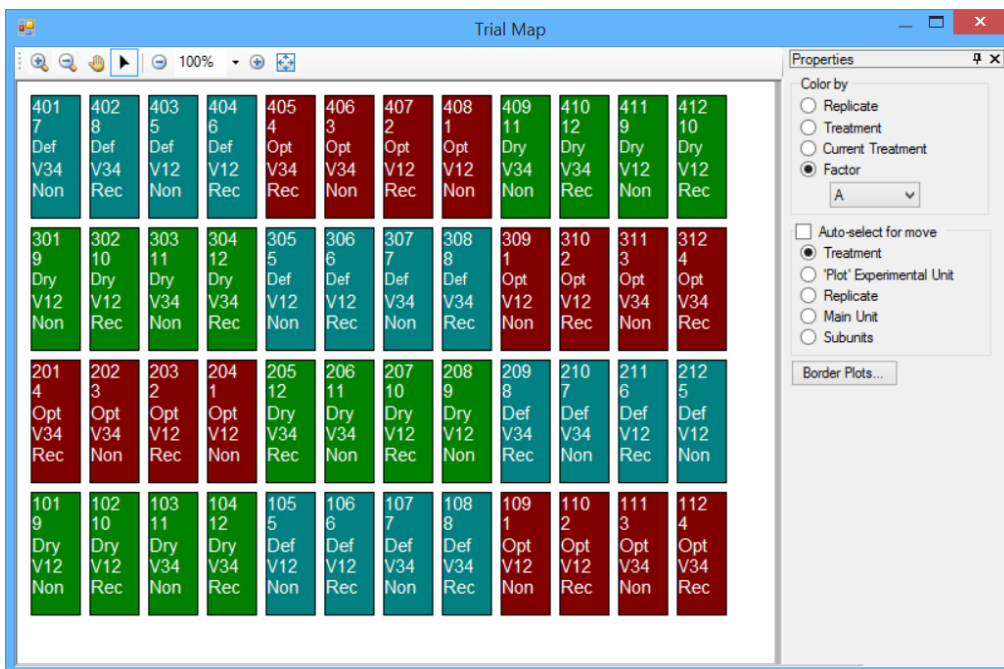 Trial Map
100%
401 402 403 404 405 406 407 408 409 410 411 412
7 8 5 6 4 3 2 1 11 12 9 10
Def Def Def Def Opt Opt Opt Opt Dry Dry Dry Dry
V34 V34 V12 V12 V34 V34 V12 V12 V34 V34 V12 V12
Non Rec Non Rec Rec Non Rec Non Non Rec Non Rec
301 302 303 304 305 306 307 308 309 310 311 312
9 10 11 12 5 6 7 8 1 2 3 4
Dry Dry Dry Dry Def Def Def Def Opt Opt Opt Opt
V12 V12 V34 V34 V12 V12 V34 V34 V12 V12 V34 V34
Non Rec Non Rec Non Rec Non Rec Non Rec Non Rec
201 202 203 204 205 206 207 208 209 210 211 212
4 3 2 1 12 11 10 9 8 7 6 5
Opt Opt Opt Opt Dry Dry Dry Dry Def Def Def Def
V34 V34 V12 V12 V34 V34 V12 V12 V34 V34 V12 V12
Rec Non Rec Non Rec Non Rec Non Rec Non Rec Non
101 102 103 104 105 106 107 108 109 110 111 112
9 10 11 12 5 6 7 8 1 2 3 4
Dry Dry Dry Dry Def Def Def Def Opt Opt Opt Opt
V12 V12 V34 V34 V12 V12 V34 V34 V12 V12 V34 V34
Non Rec Non Rec Non Rec Non Rec Non Rec Non Rec
Properties
Color by
Replicate
Treatment
Current Treatment
Factor
A
Auto-select for move
Treatment
'Plot' Experimental Unit
Replicate
Main Unit
Subunits
Border Plots...